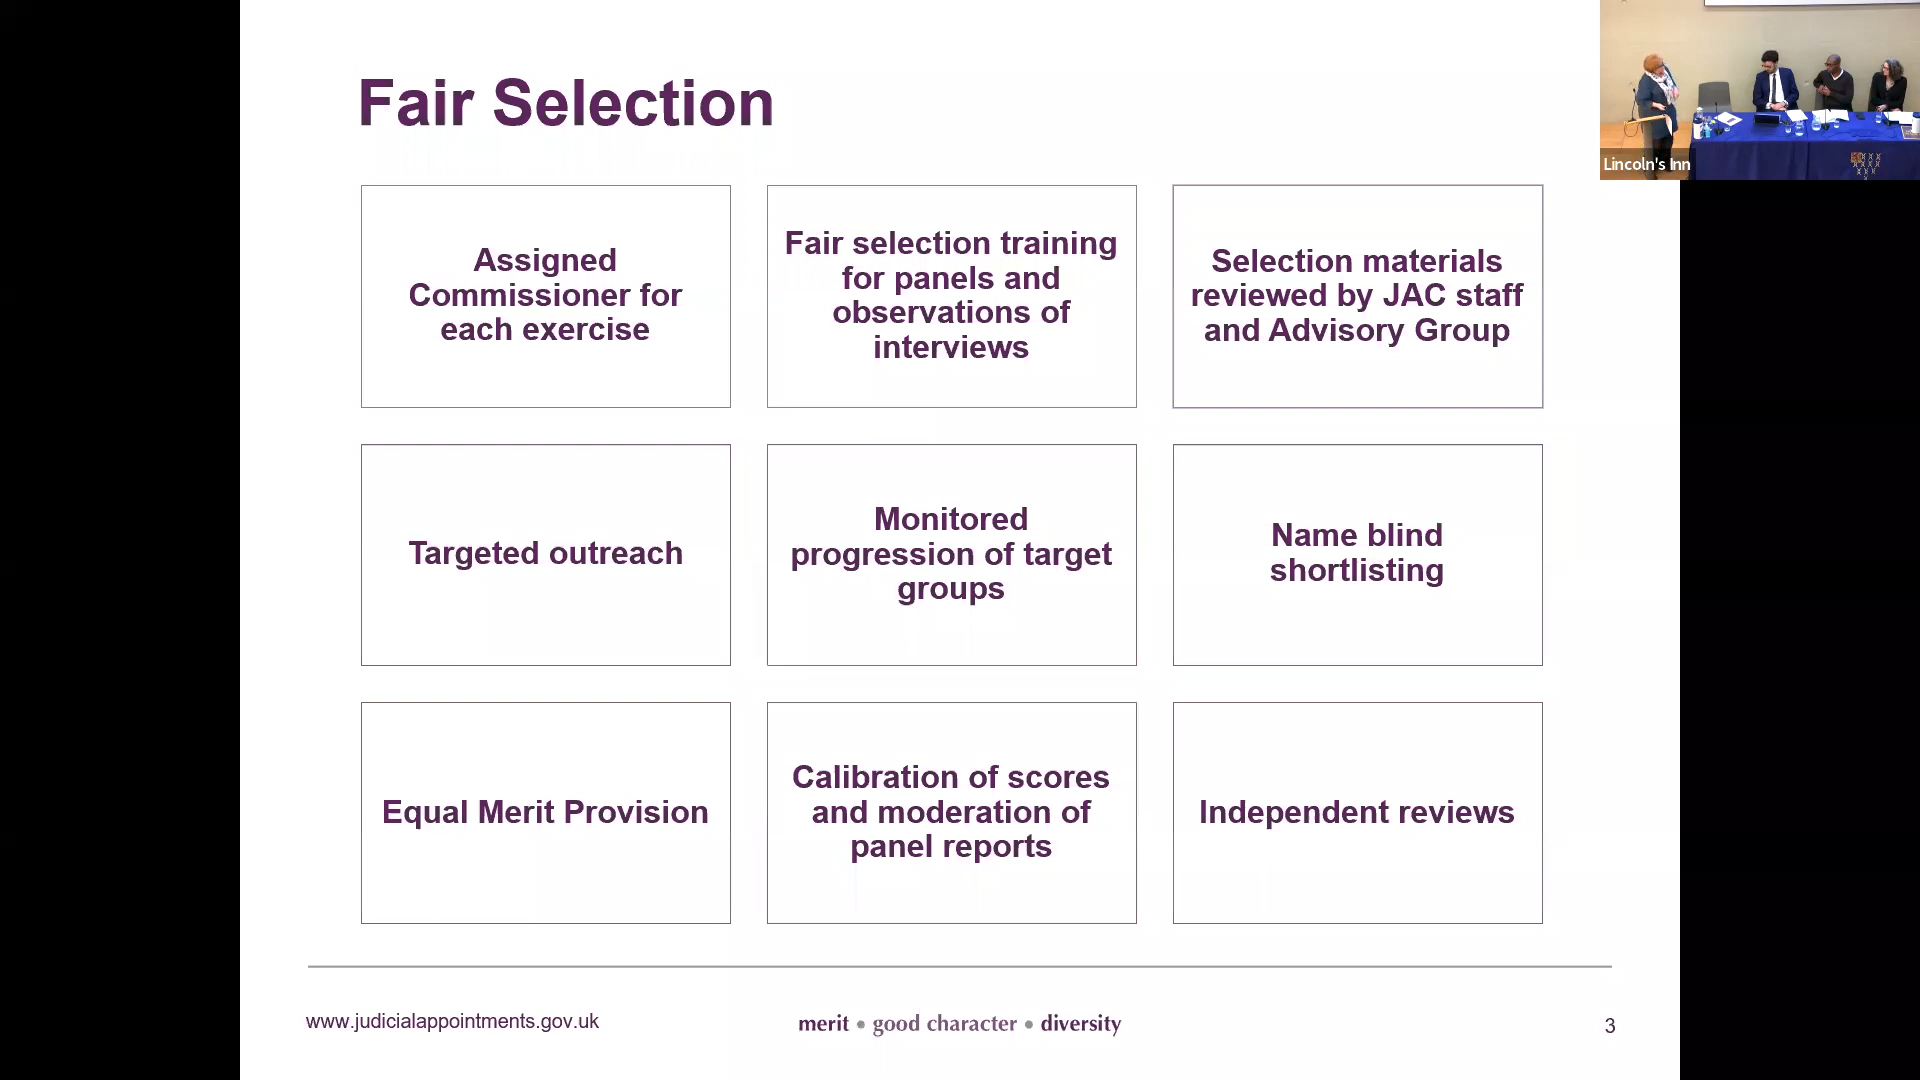 Fair Selection
Lincoln's Inn
Assigned
Commissioner for
each exercise
Fair selection training
for panels and
observations of
interviews
Selection materials
reviewed by JAC staff
and Advisory Group
Targeted outreach
Monitored
progression of target
groups
Name blind
shortlisting
Equal Merit Provision
Calibration of scores
and moderation of
panel reports
Independent reviews
www.judicialappointments.gov.uk
merit • good character • diversity
3